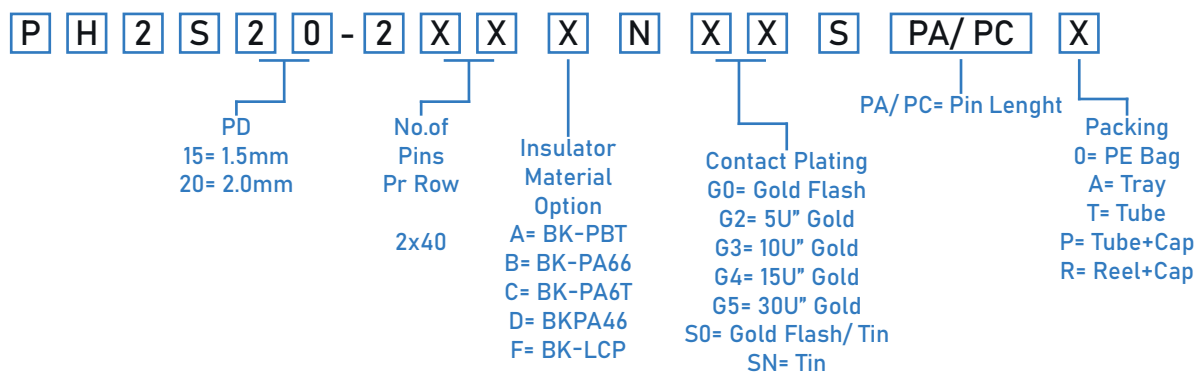 P H 2 S 2 0 - 2 X X X N X X S PA/ PC X
PA/ PC= Pin Lenght
PD
15= 1.5mm
20= 2.0mm
No.of
Pins
Pr Row
2x40
Insulator
Material
Option
A= BK-PBT
B= BK-PA66
C= BK-PA6T
D= BKPA46
F= BK-LCP
Contact Plating
G0= Gold Flash
G2= 5U" Gold
G3= 10U" Gold
G4= 15U" Gold
G5= 30U" Gold
S0= Gold Flash/ Tin
SN= Tin
Packing
0= PE Bag
A= Tray
T= Tube
P= Tube+Cap
R= Reel+Cap